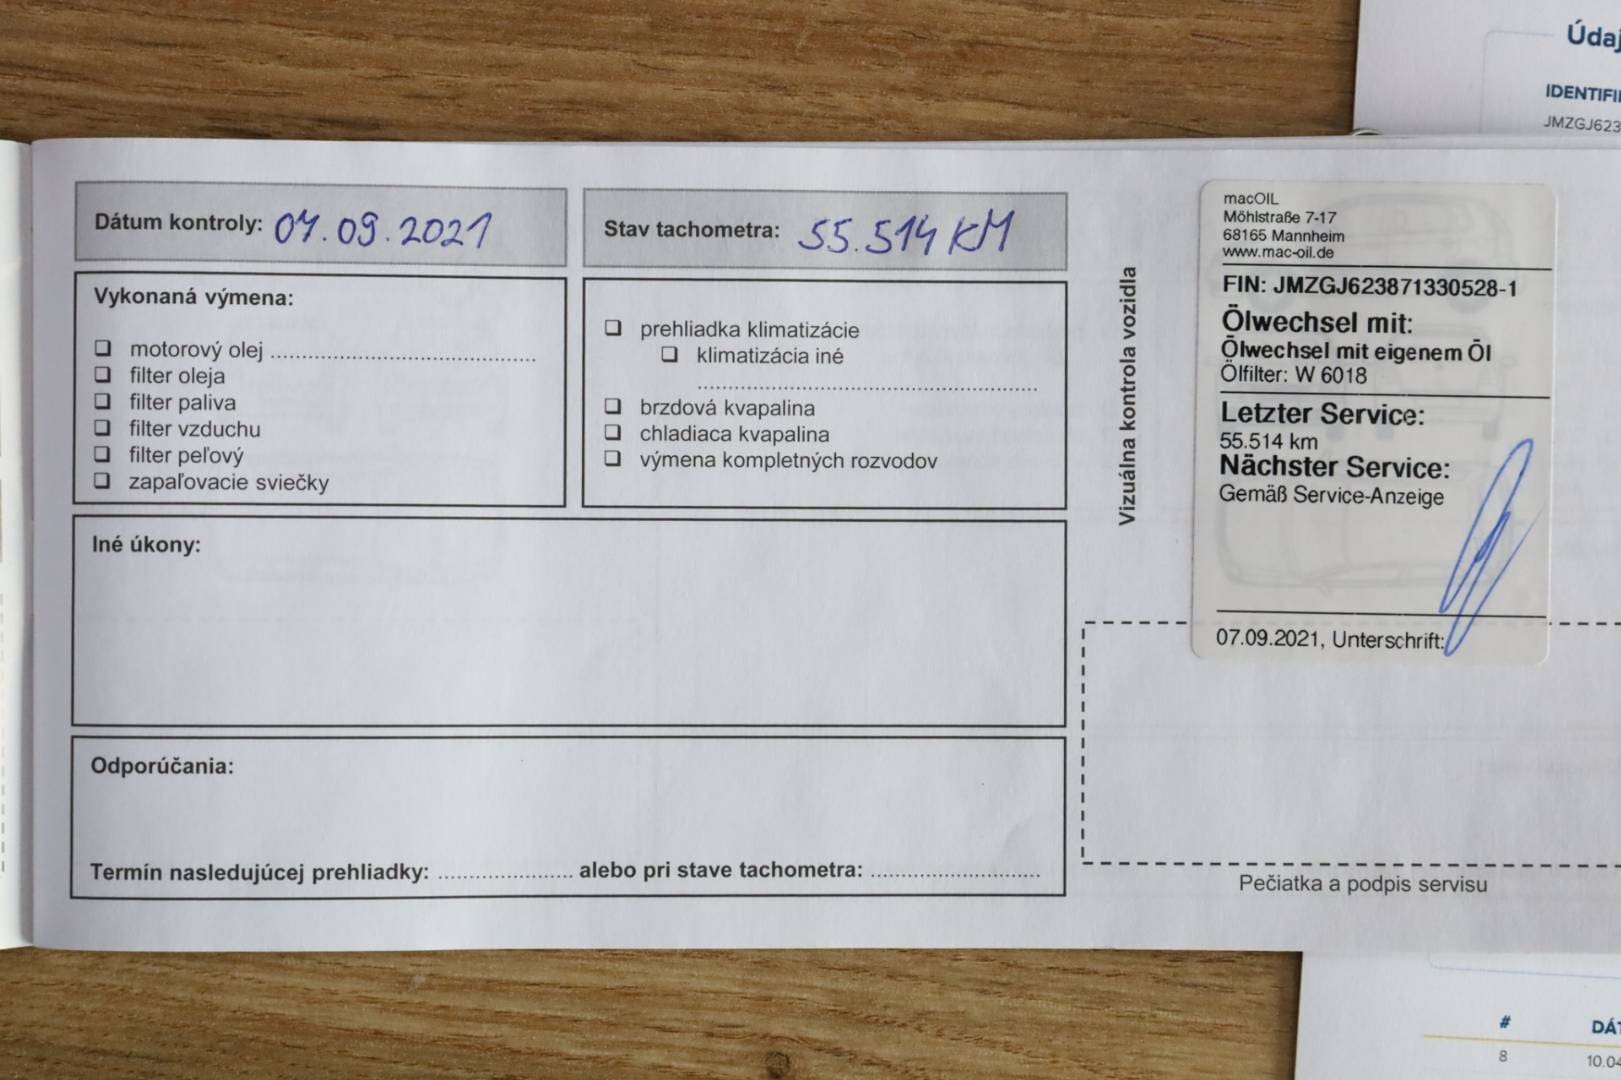 Údaj
IDENTIFI
JMZGJ623
Dátum kontroly: 07.09.2021
Stav tachometra: 55.514 KM
Vykonaná výmena:
motorový olej
filter oleja
filter paliva
filter vzduchu
filter peľový
zapaľovacie sviečky
prehliadka klimatizácie
klimatizácia iné
brzdová kvapalina
chladiaca kvapalina
výmena kompletných rozvodov
Iné úkony:
Odporúčania:
Termín nasledujúcej prehliadky: ........................ alebo pri stave tachometra: ..............................
Vizuálna kontrola vozidla
macOIL
Möhlstraße 7-17
68165 Mannheim
www.mac-oil.de
FIN: JMZGJ623871330528-1
Ölwechsel mit:
Ölwechsel mit eigenem Öl
Ölfilter: W 6018
Letzter Service:
55.514 km
Nächster Service:
Gemäß Service-Anzeige
07.09.2021, Unterschrift:
Pečiatka a podpis servisu
# DÁT
8 10.04